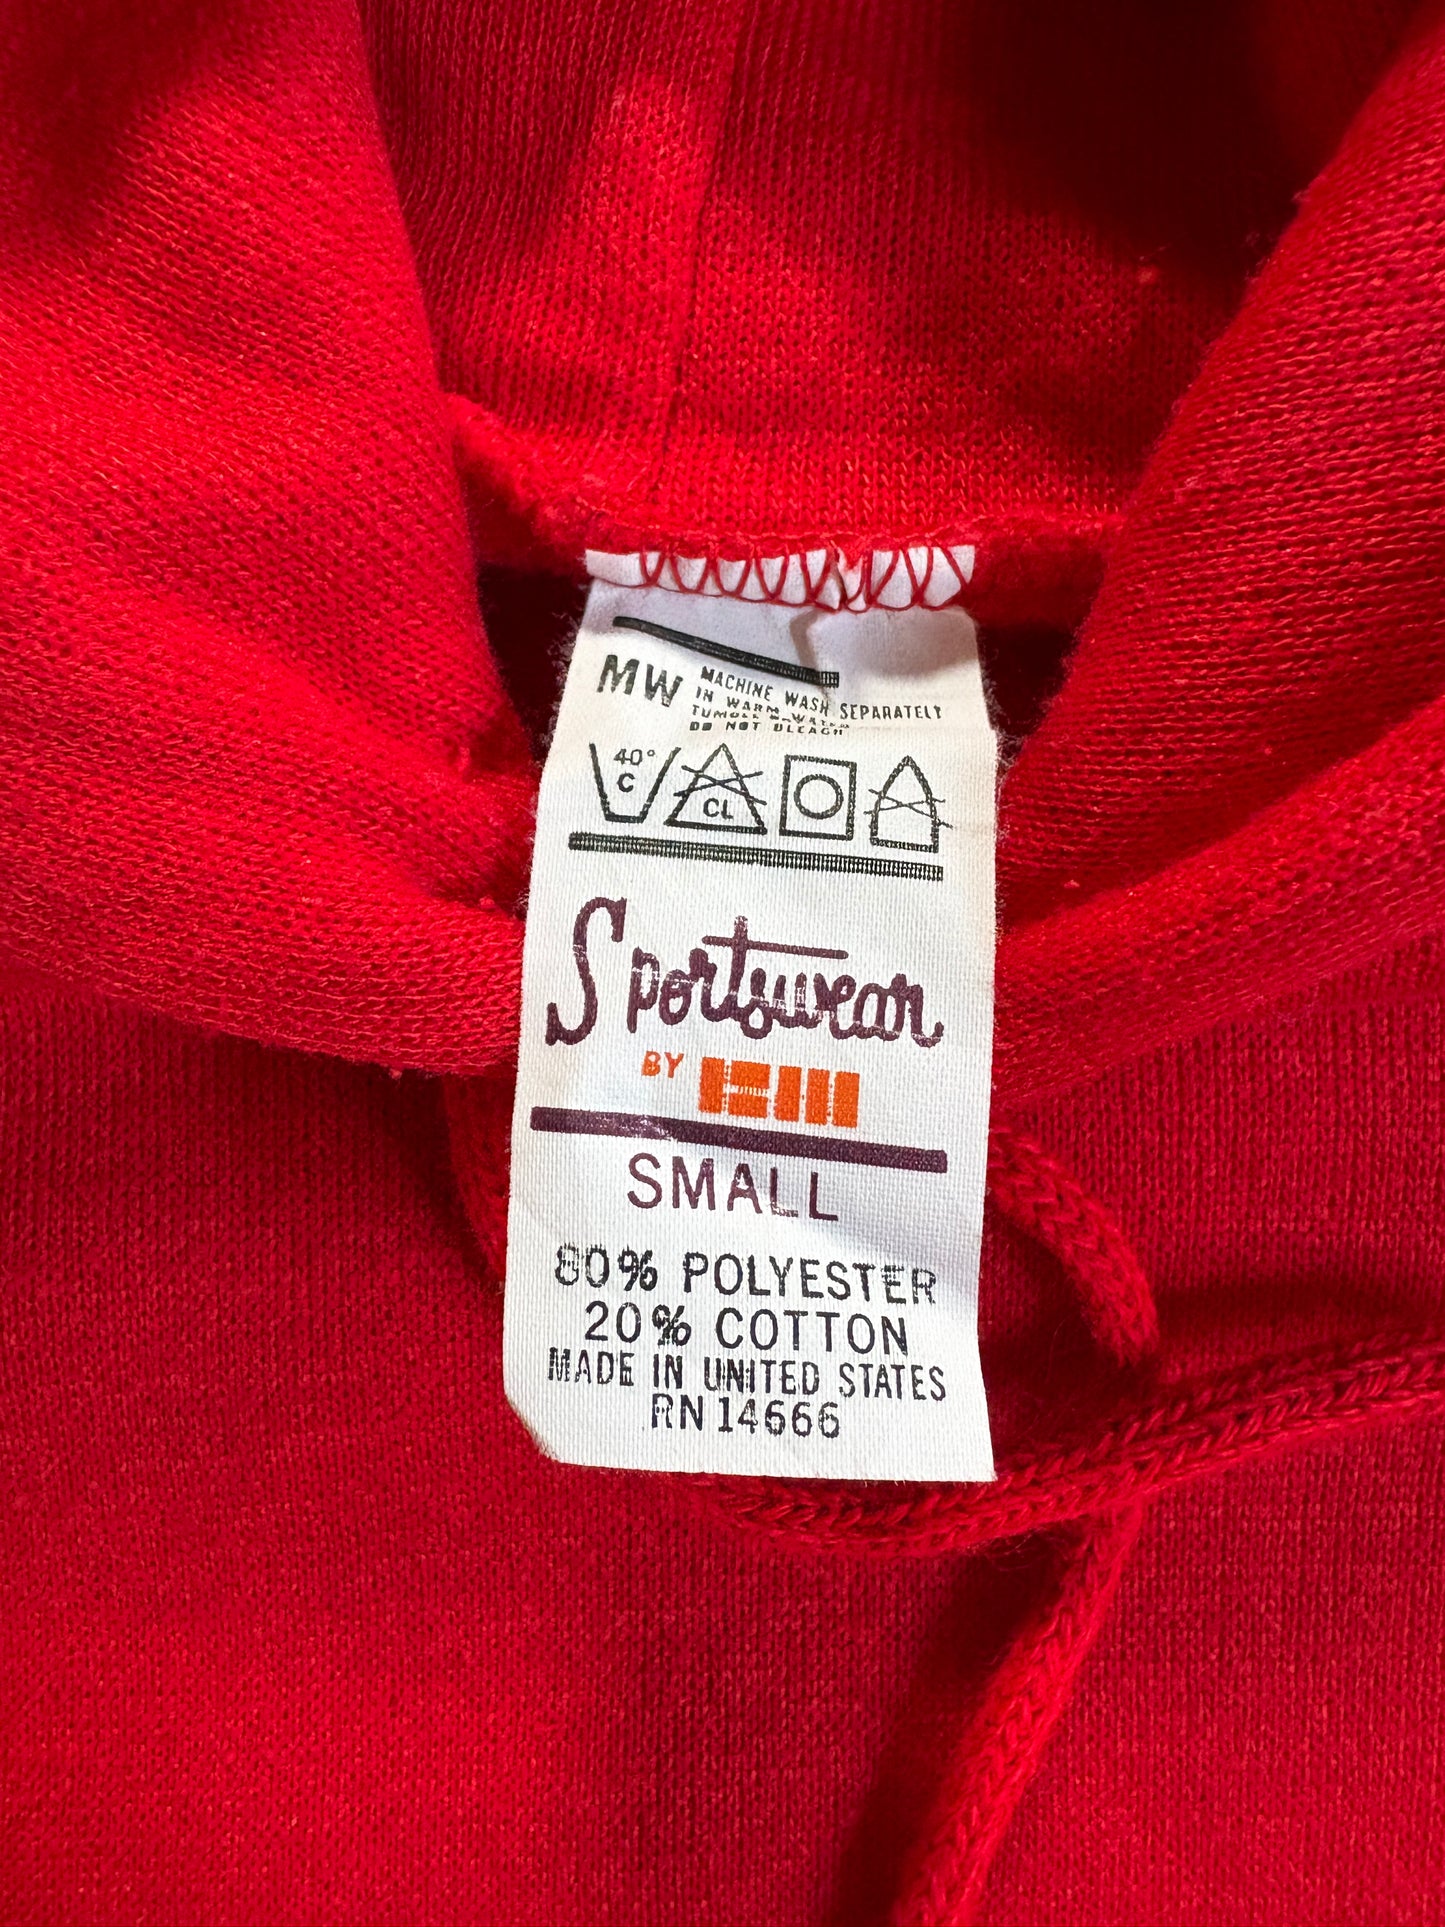 MW MACHINE WASH SEPARATELY
IN WARM WATER
TUMBLE
DO NOT BLEACH
40°
C
CL
Sportswear
BY
SMALL
80% POLYESTER
20% COTTON
MADE IN UNITED STATES
RN 14666